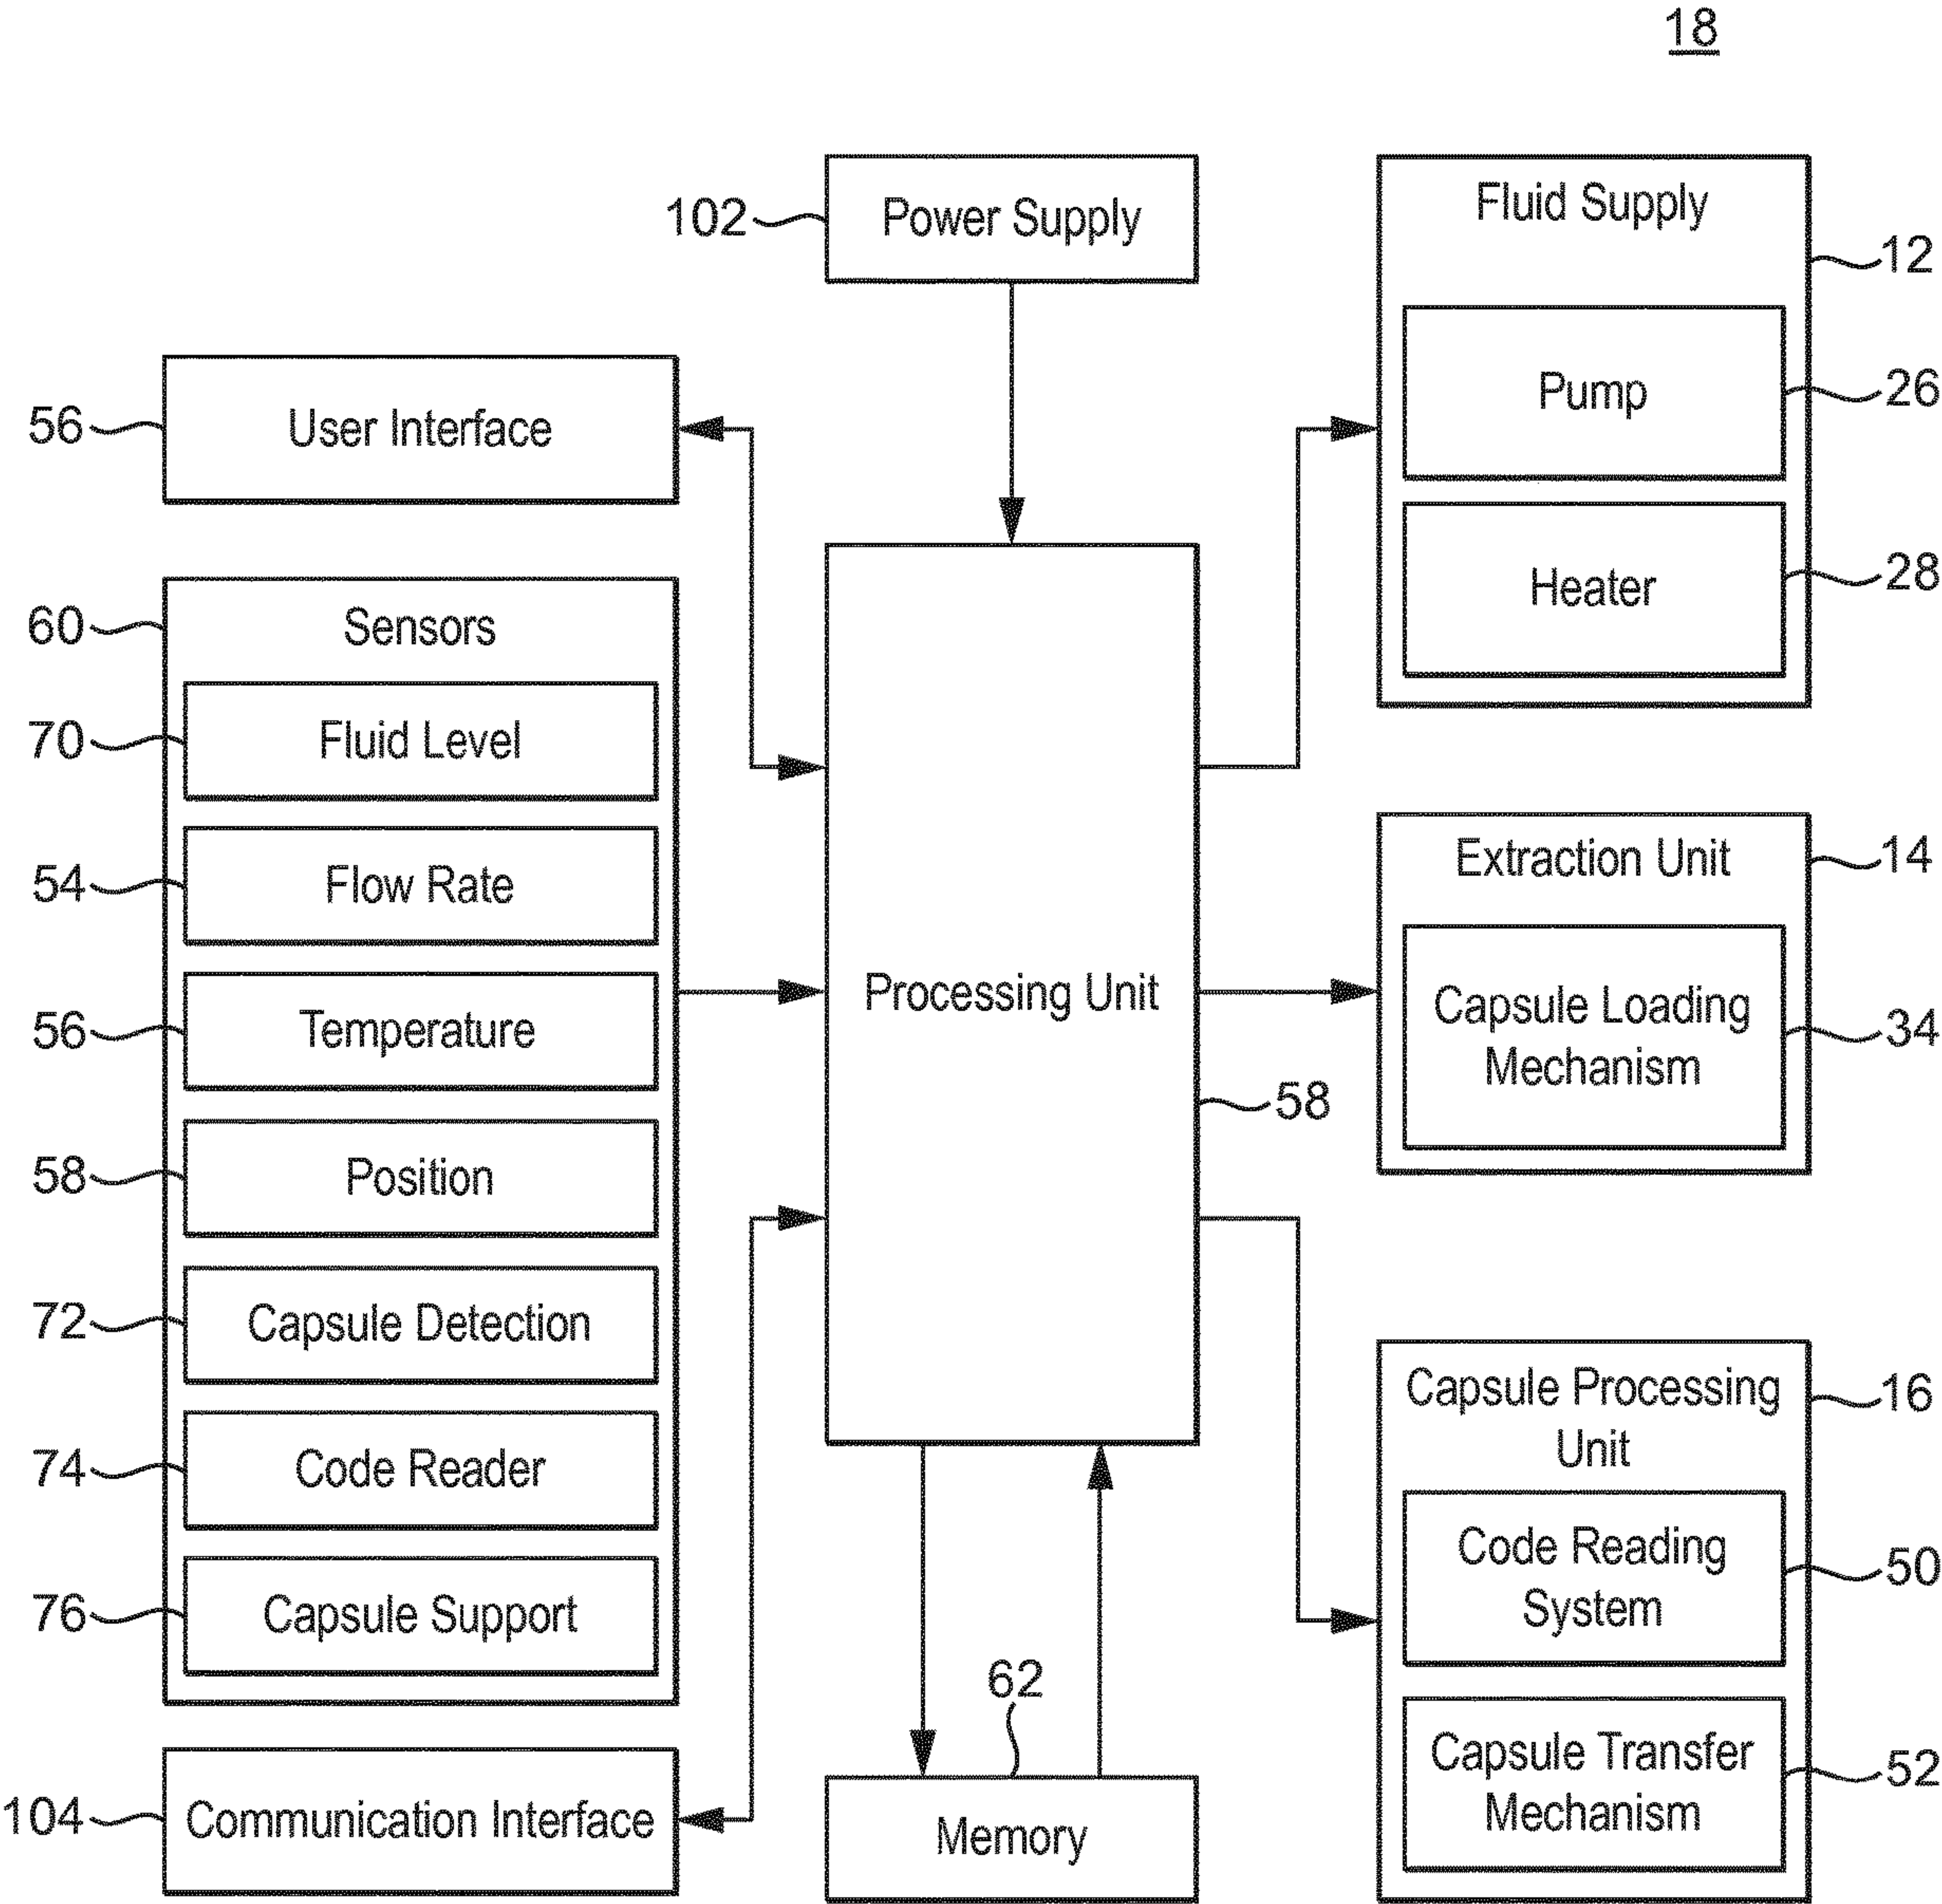 18
102
Power Supply
Fluid Supply
12
Pump
26
Heater
28
56
User Interface
60
Sensors
70
Fluid Level
54
Flow Rate
56
Temperature
58
Position
72
Capsule Detection
74
Code Reader
76
Capsule Support
104
Communication Interface
Processing Unit
58
62
Memory
Extraction Unit
14
Capsule Loading
Mechanism
34
Capsule Processing
Unit
16
Code Reading
System
50
Capsule Transfer
Mechanism
52